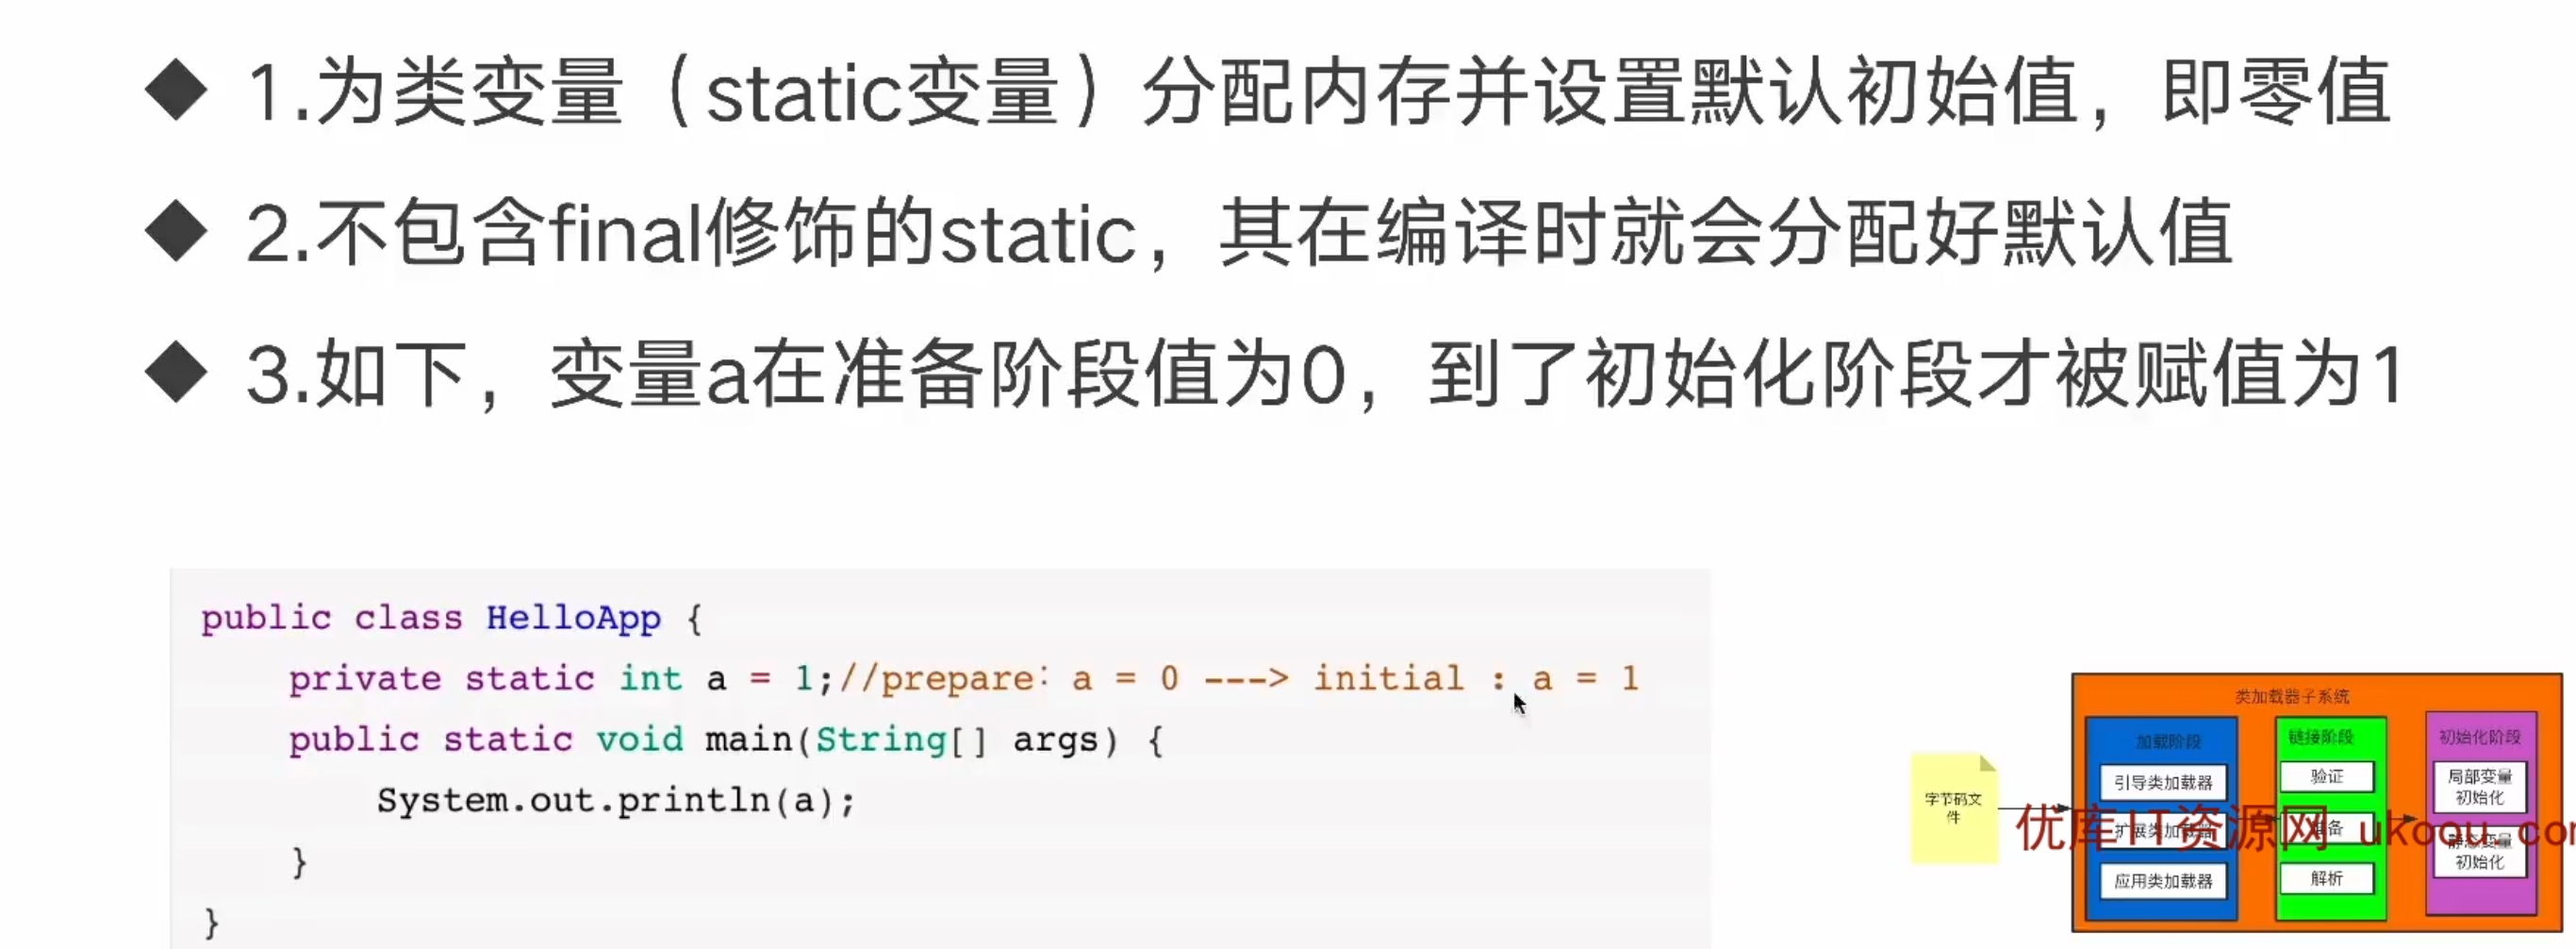 ◆ 1.为类变量（static变量）分配内存并设置默认初始值，即零值
◆ 2.不包含final修饰的static，其在编译时就会分配好默认值
◆ 3.如下，变量a在准备阶段值为0，到了初始化阶段才被赋值为1
public class HelloApp {
private static int a = 1;//prepare：a = 0 ---> initial : a = 1
public static void main(String[] args) {
System.out.println(a);
}
}
字节码文
件
类加载器子系统
加载阶段
引导类加载器
扩展类加载器
应用类加载器
链接阶段
验证
准备
解析
初始化阶段
局部变量
初始化
静态变量
初始化
优库IT资源网 ukoou.com